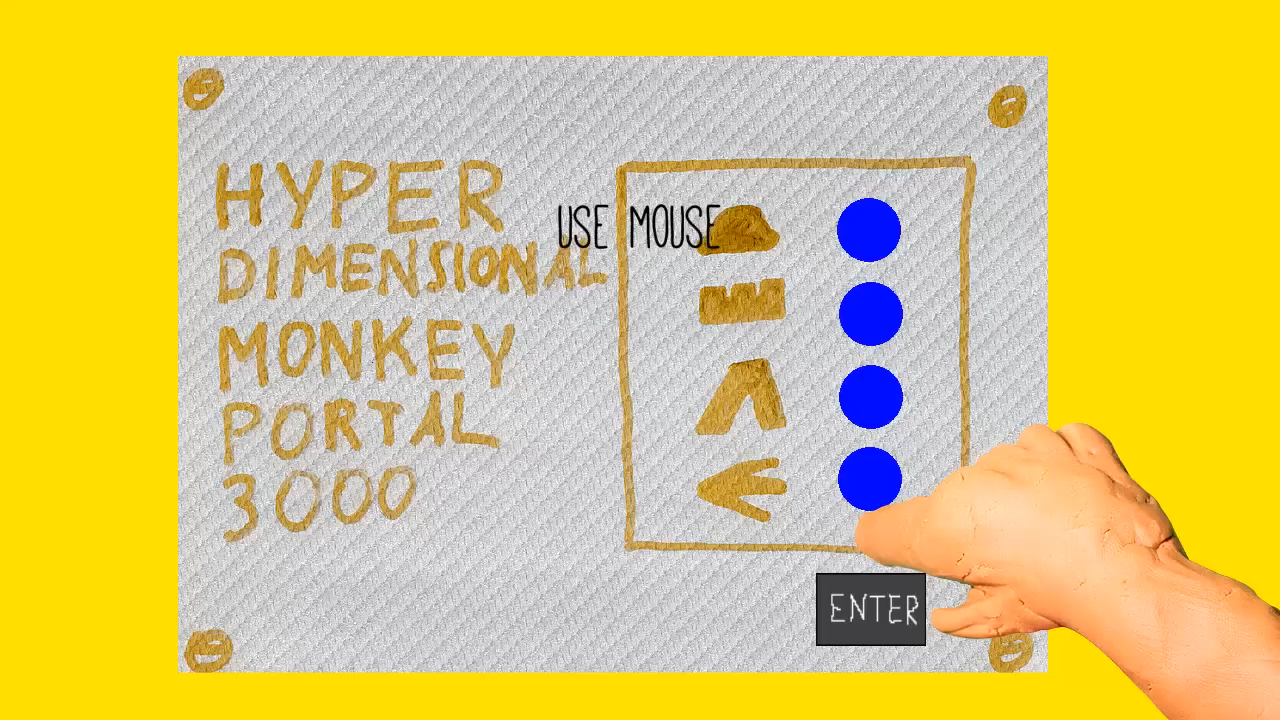 HYPER
DIMENSIONAL
MONKEY
PORTAL
3000
USE MOUSE
ENTER